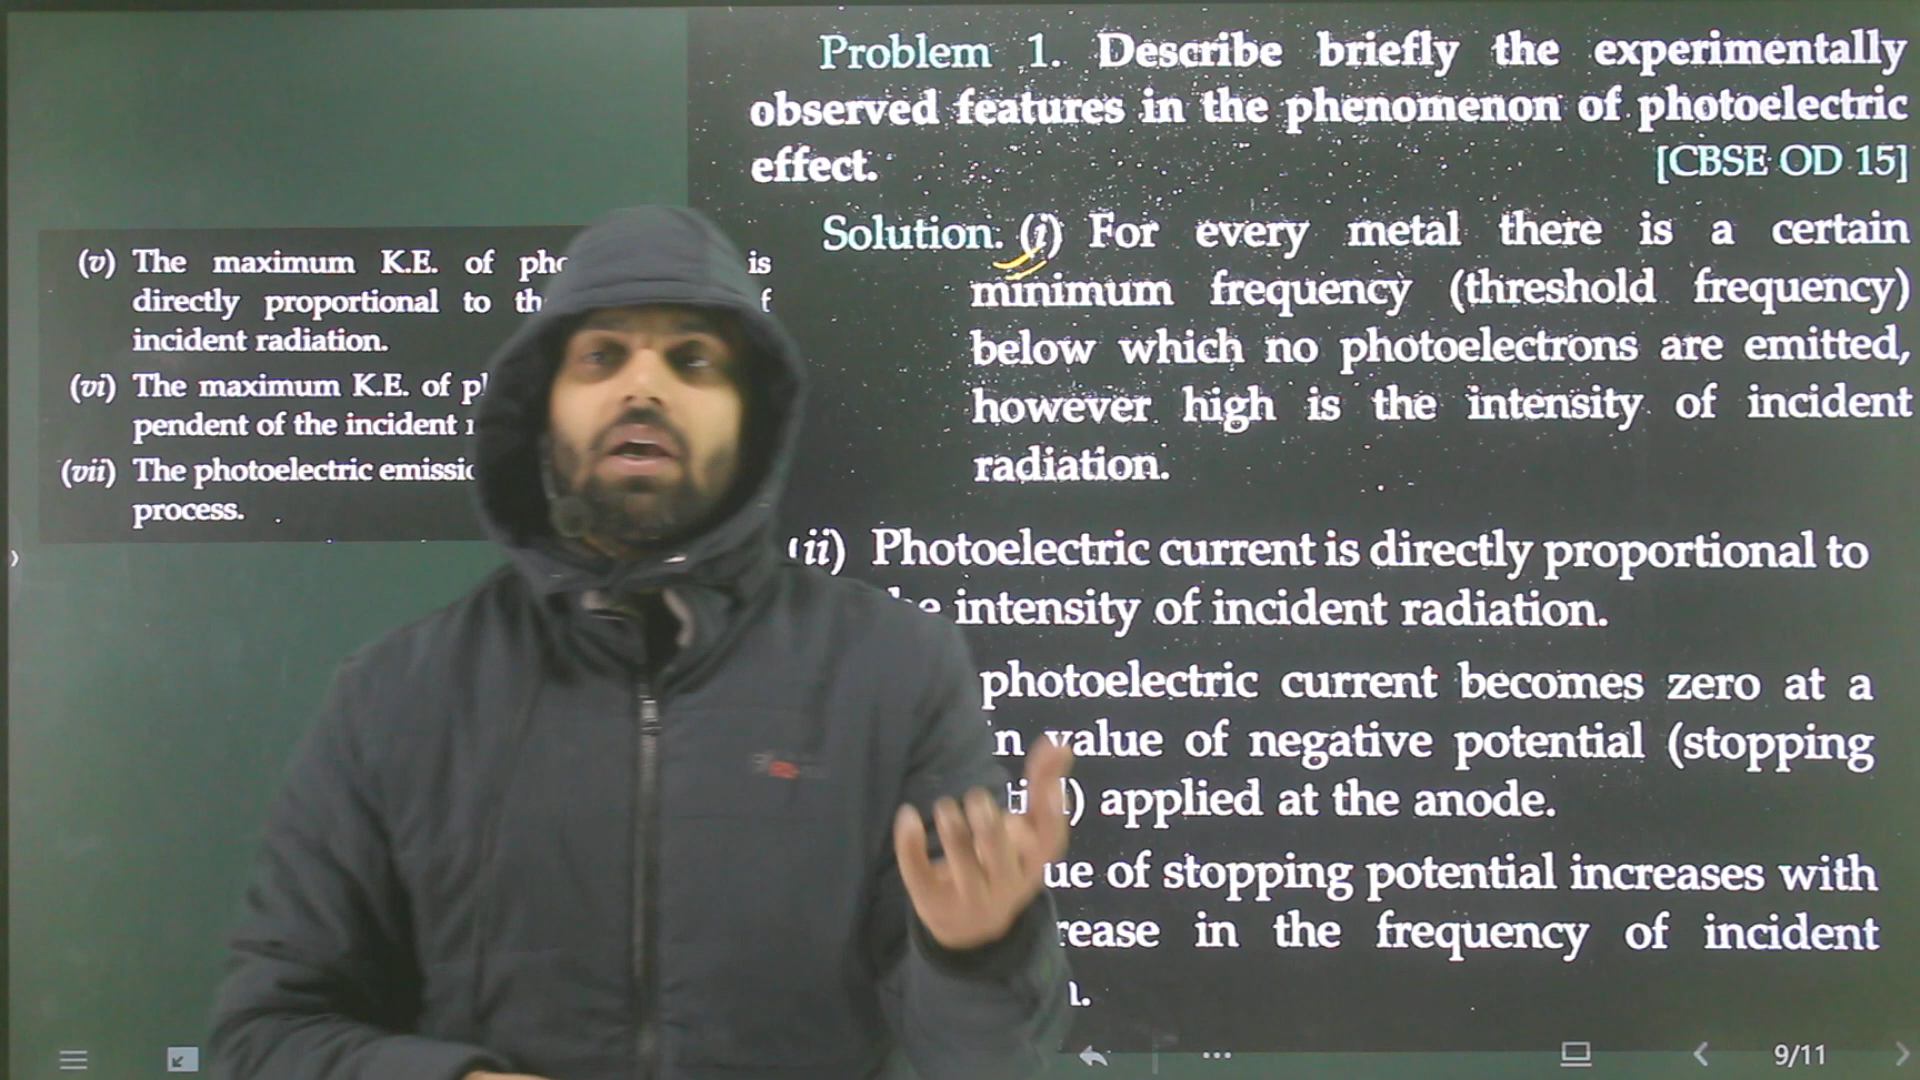 Problem 1. Describe briefly the experimentally
observed features in the phenomenon of photoelectric
effect. [CBSE OD 15]
Solution. (i) For every metal there is a certain
minimum frequency (threshold frequency)
below which no photoelectrons are emitted,
however high is the intensity of incident
radiation.
(ii) Photoelectric current is directly proportional to
intensity of incident radiation.
photoelectric current becomes zero at a
value of negative potential (stopping
applied at the anode.
of stopping potential increases with
in the frequency of incident
(v) The maximum K.E. of is
directly proportional to
incident radiation.
(vi) The maximum K.E. of
pendent of the incident
(vii) The photoelectric
process.
9/11